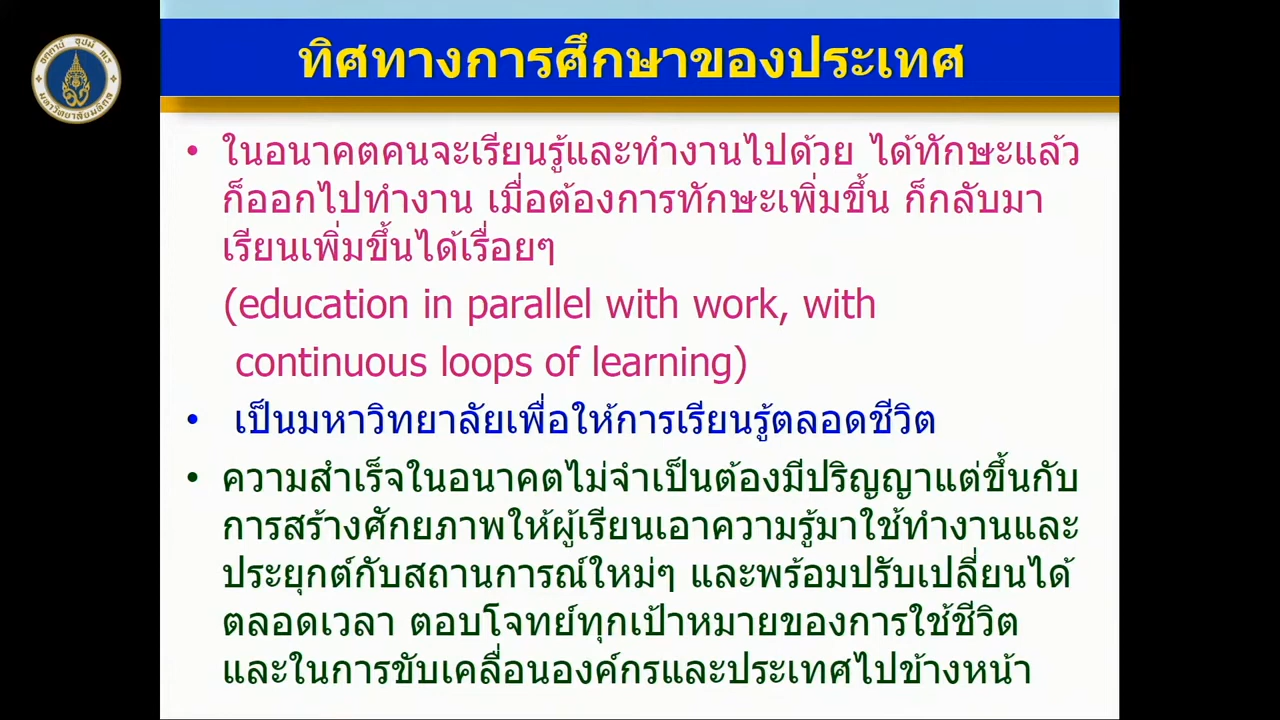 ทิศทางการศึกษาของประเทศ
• ในอนาคตคนจะเรียนรู้และทำงานไปด้วย ได้ทักษะแล้ว
ก็ออกไปทำงาน เมื่อต้องการทักษะเพิ่มขึ้น ก็กลับมา
เรียนเพิ่มขึ้นได้เรื่อยๆ
(education in parallel with work, with
continuous loops of learning)
• เป็นมหาวิทยาลัยเพื่อให้การเรียนรู้ตลอดชีวิต
• ความสำเร็จในอนาคตไม่จำเป็นต้องมีปริญญาแต่ขึ้นกับ
การสร้างศักยภาพให้ผู้เรียนเอาความรู้มาใช้ทำงานและ
ประยุกต์กับสถานการณ์ใหม่ๆ และพร้อมปรับเปลี่ยนได้
ตลอดเวลา ตอบโจทย์ทุกเป้าหมายของการใช้ชีวิต
และในการขับเคลื่อนองค์กรและประเทศไปข้างหน้า
มหาวิทยาลัยมหิดล